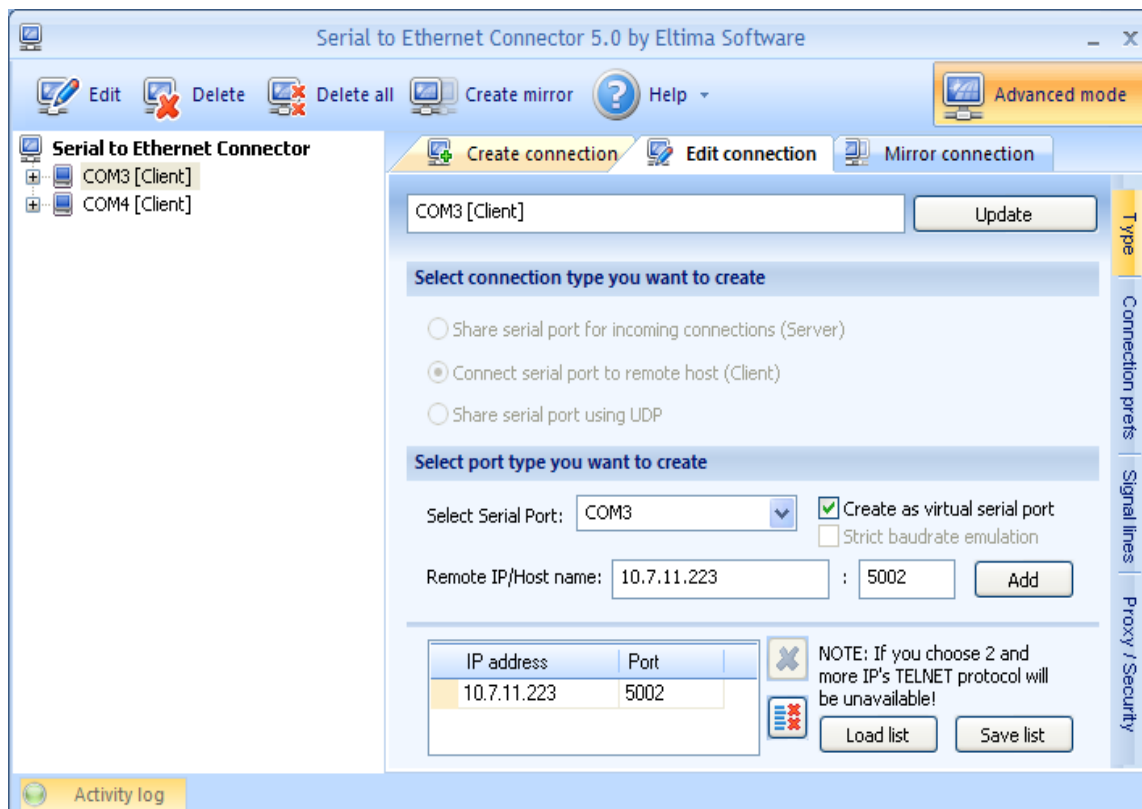 Serial to Ethernet Connector 5.0 by Eltima Software
Edit Delete Delete all Create mirror Help Advanced mode
Serial to Ethernet Connector
COM3 [Client]
COM4 [Client]
Create connection Edit connection Mirror connection
COM3 [Client] Update
Select connection type you want to create
Share serial port for incoming connections (Server)
Connect serial port to remote host (Client)
Share serial port using UDP
Select port type you want to create
Select Serial Port: COM3 Create as virtual serial port
Strict baudrate emulation
Remote IP/Host name: 10.7.11.223 : 5002 Add
IP address Port
10.7.11.223 5002
NOTE: If you choose 2 and
more IP's TELNET protocol will
be unavailable!
Load list Save list
Type
Connection prefs
Signal lines
Proxy / Security
Activity log